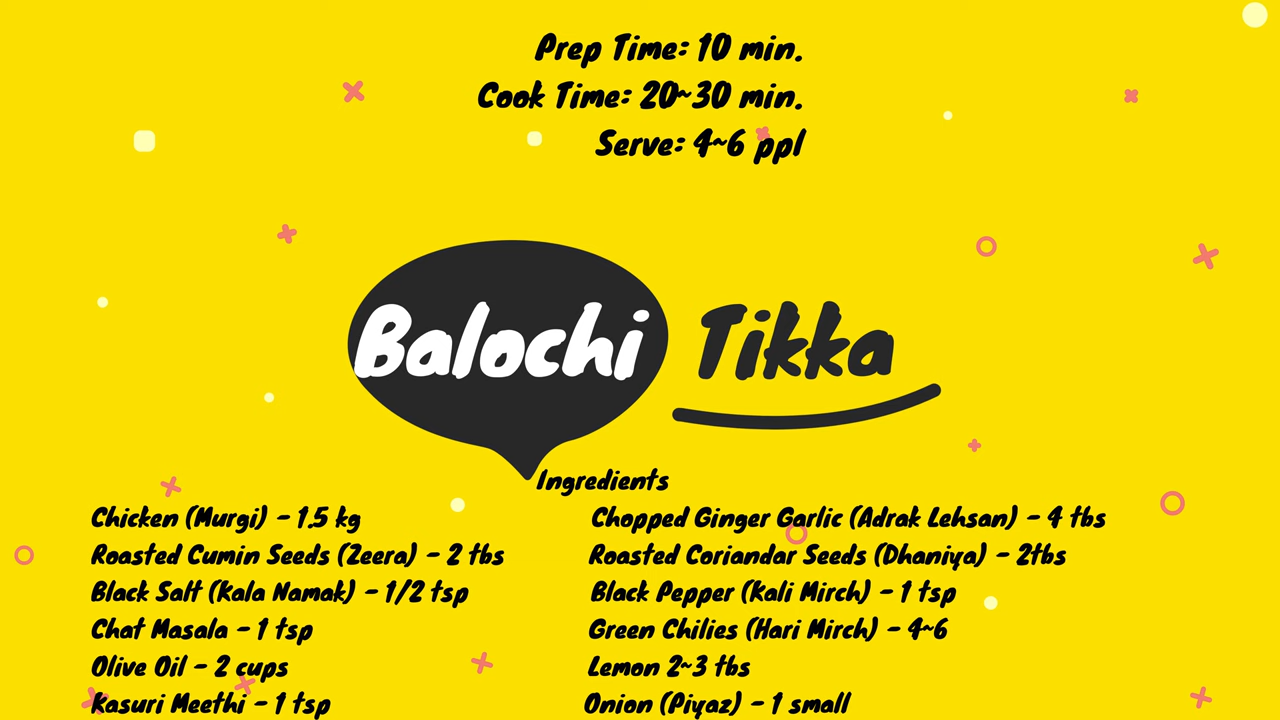 Prep Time: 10 min.
Cook Time: 20~30 min.
Serve: 4~6 ppl
Balochi Tikka
Ingredients
Chicken (Murgi) - 1.5 kg
Chopped Ginger Garlic (Adrak Lehsan) - 4 tbs
Roasted Cumin Seeds (Zeera) - 2 tbs
Roasted Coriandar Seeds (Dhaniya) - 2tbs
Black Salt (Kala Namak) - 1/2 tsp
Black Pepper (Kali Mirch) - 1 tsp
Chat Masala - 1 tsp
Green Chilies (Hari Mirch) - 4~6
Olive Oil - 2 cups
Lemon 2~3 tbs
Kasuri Meethi - 1 tsp
Onion (Piyaz) - 1 small